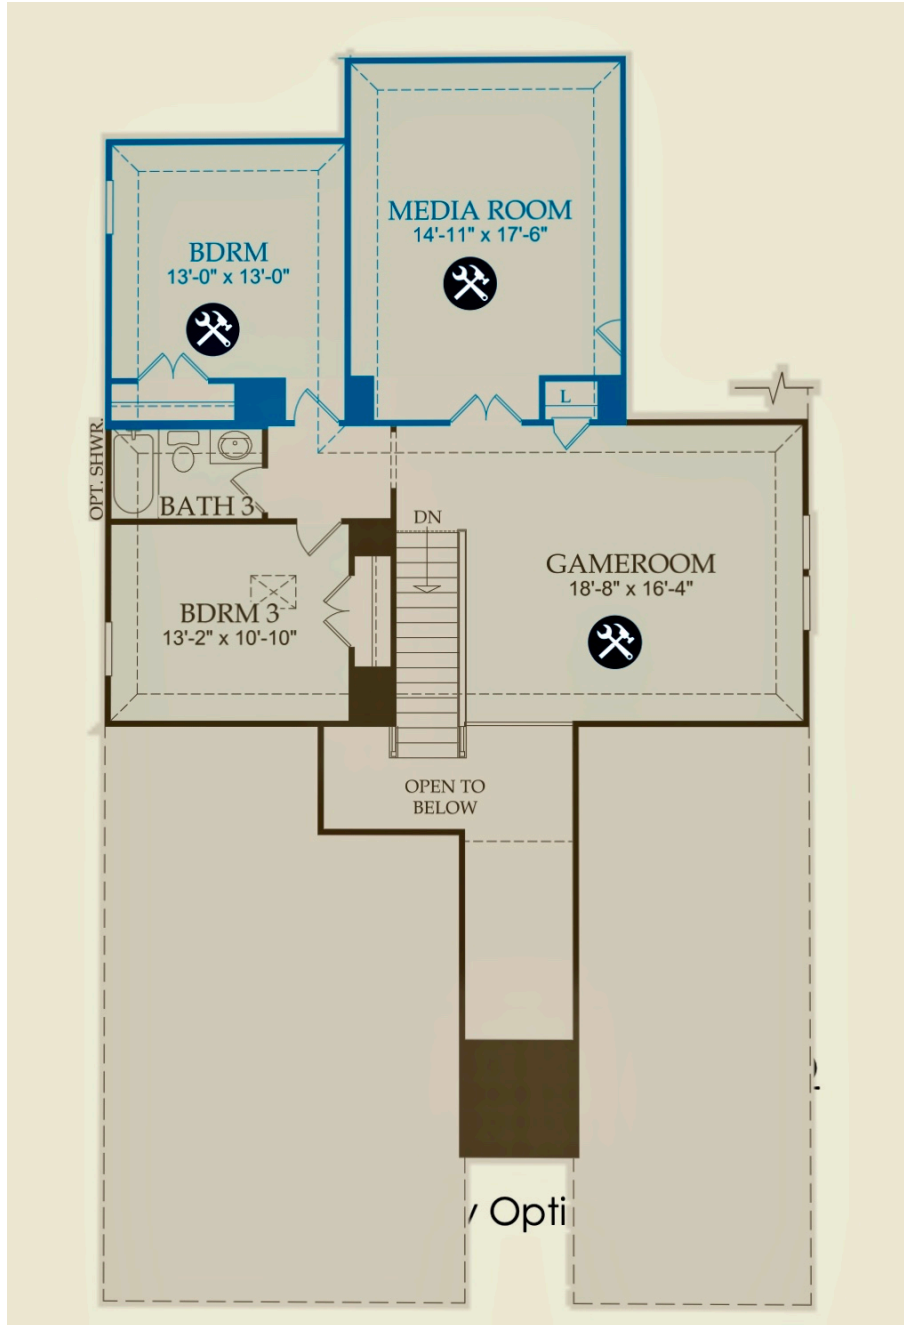 MEDIA ROOM
14'-11" x 17'-6"
BDRM
13'-0" x 13'-0"
L
OPT. SHWR.
BATH 3
DN
GAMEROOM
18'-8" x 16'-4"
BDRM 3
13'-2" x 10'-10"
OPEN TO
BELOW
Opti